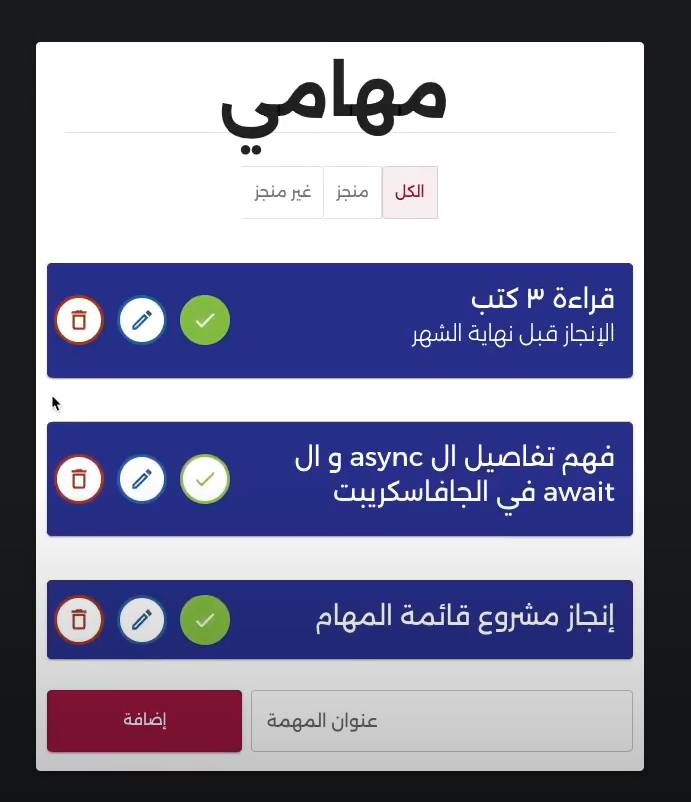 مهامي
الكل
منجز
غير منجز
قراءة ٣ كتب
الإنجاز قبل نهاية الشهر
فهم تفاصيل ال async و ال
await في الجافاسكريبت
إنجاز مشروع قائمة المهام
عنوان المهمة
إضافة